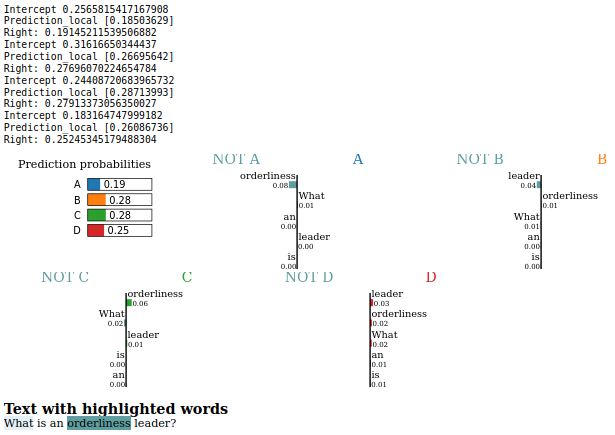 Intercept 0.2565815417167908
Prediction_local [0.18503629]
Right: 0.19145211539506882
Intercept 0.31616650344437
Prediction_local [0.26695642]
Right: 0.27696070224654784
Intercept 0.24408720683965732
Prediction_local [0.28713993]
Right: 0.27913373056350027
Intercept 0.183164747999182
Prediction_local [0.26086736]
Right: 0.25245345179488304
Prediction probabilities
A 0.19
B 0.28
C 0.28
D 0.25
NOT A A
orderliness
0.08
What
0.01
an
0.00
leader
0.00
is
0.00
NOT B B
leader
0.04
orderliness
0.01
What
0.01
an
0.00
is
0.00
NOT C C
orderliness
0.06
What
0.02
leader
0.01
is
0.00
an
0.00
NOT D D
leader
0.03
orderliness
0.02
What
0.02
an
0.01
is
0.01
Text with highlighted words
What is an orderliness leader?